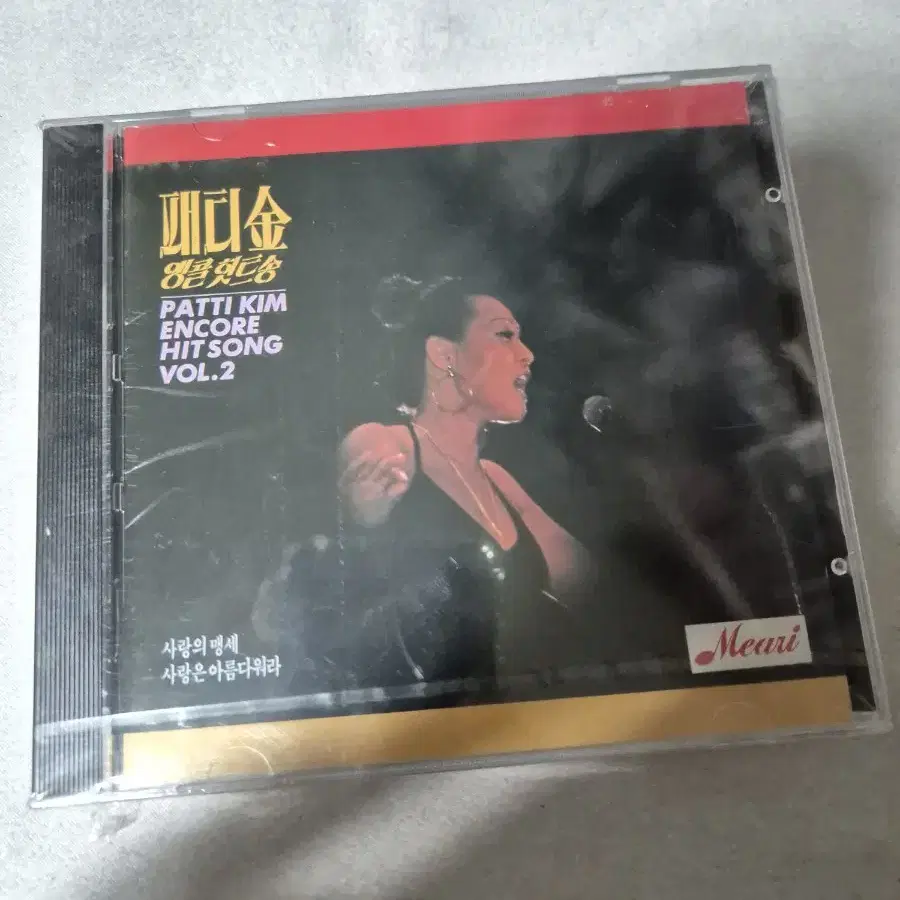 패티金
앵콜 힛트송
PATTI KIM
ENCORE
HIT SONG
VOL.2
사랑의 맹세
사랑은 아름다워라
Meari